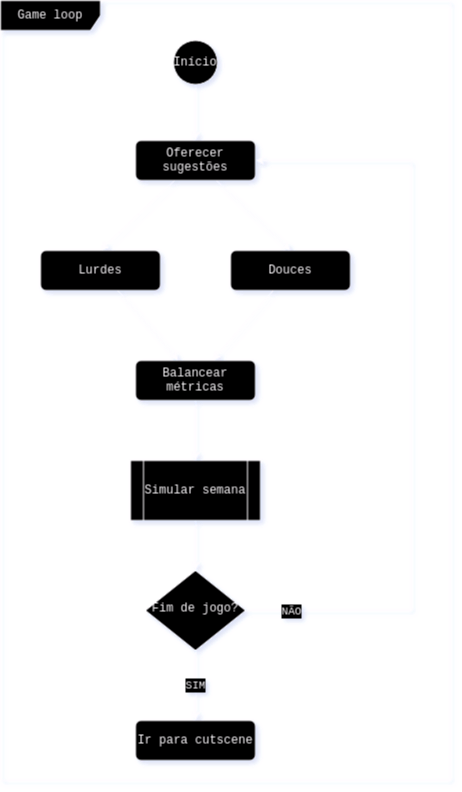 Game loop
Início
Oferecer
sugestões
Lurdes
Douces
Balancear
métricas
Simular semana
Fim de jogo?
NÃO
SIM
Ir para cutscene